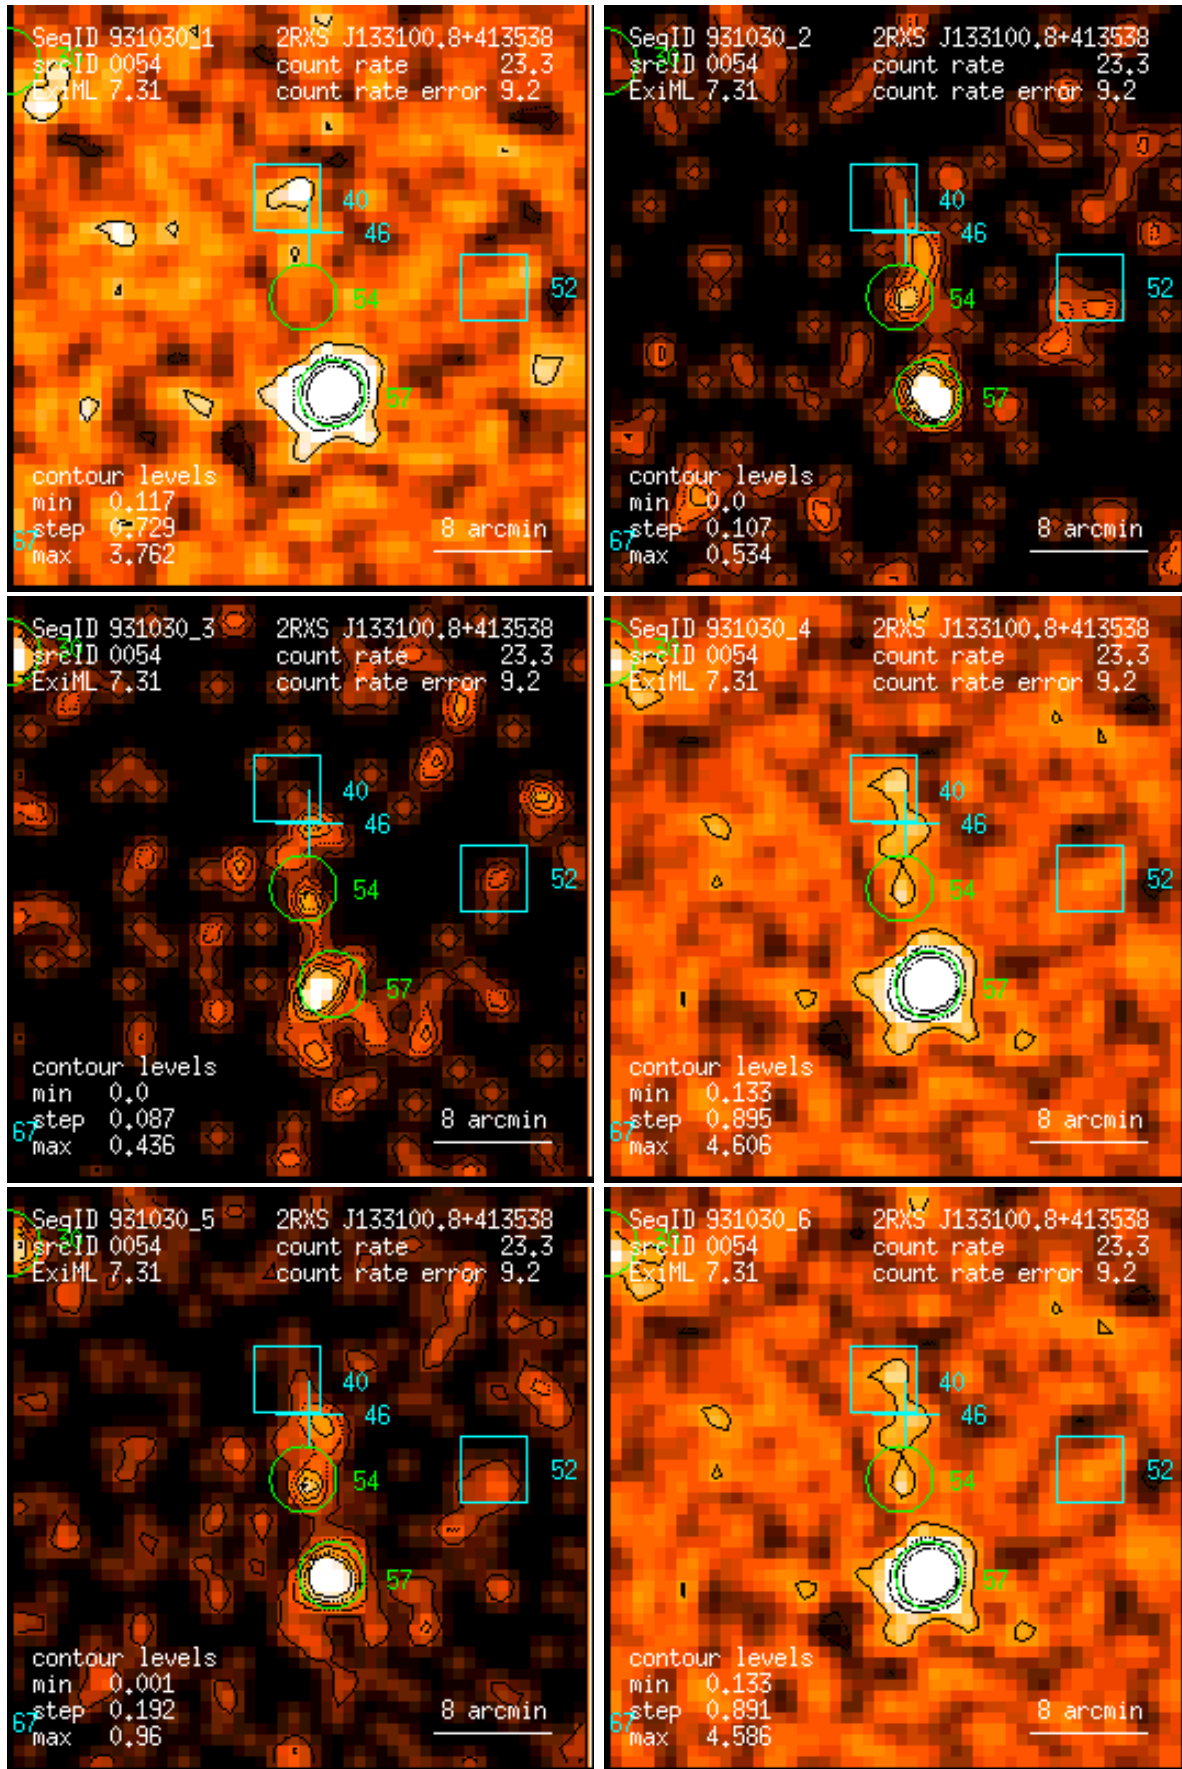 SegID 931030_1 2RXS J133100.8+413538
srcID 0054 count rate 23.3
ExiML 7.31 count rate error 9.2
40
46
52
54
57
contour levels
min 0.117
step 0.729
max 3.762
67
8 arcmin
SegID 931030_2 2RXS J133100.8+413538
srcID 0054 count rate 23.3
ExiML 7.31 count rate error 9.2
40
46
52
54
57
contour levels
min 0.0
step 0.107
max 0.534
67
8 arcmin
SegID 931030_3 2RXS J133100.8+413538
srcID 0054 count rate 23.3
ExiML 7.31 count rate error 9.2
40
46
52
54
57
contour levels
min 0.0
step 0.087
max 0.436
67
8 arcmin
SegID 931030_4 2RXS J133100.8+413538
srcID 0054 count rate 23.3
ExiML 7.31 count rate error 9.2
40
46
52
54
57
contour levels
min 0.133
step 0.895
max 4.606
67
8 arcmin
SegID 931030_5 2RXS J133100.8+413538
srcID 0054 count rate 23.3
ExiML 7.31 count rate error 9.2
40
46
52
54
57
contour levels
min 0.001
step 0.192
max 0.96
67
8 arcmin
SegID 931030_6 2RXS J133100.8+413538
srcID 0054 count rate 23.3
ExiML 7.31 count rate error 9.2
40
46
52
54
57
contour levels
min 0.133
step 0.891
max 4.586
67
8 arcmin